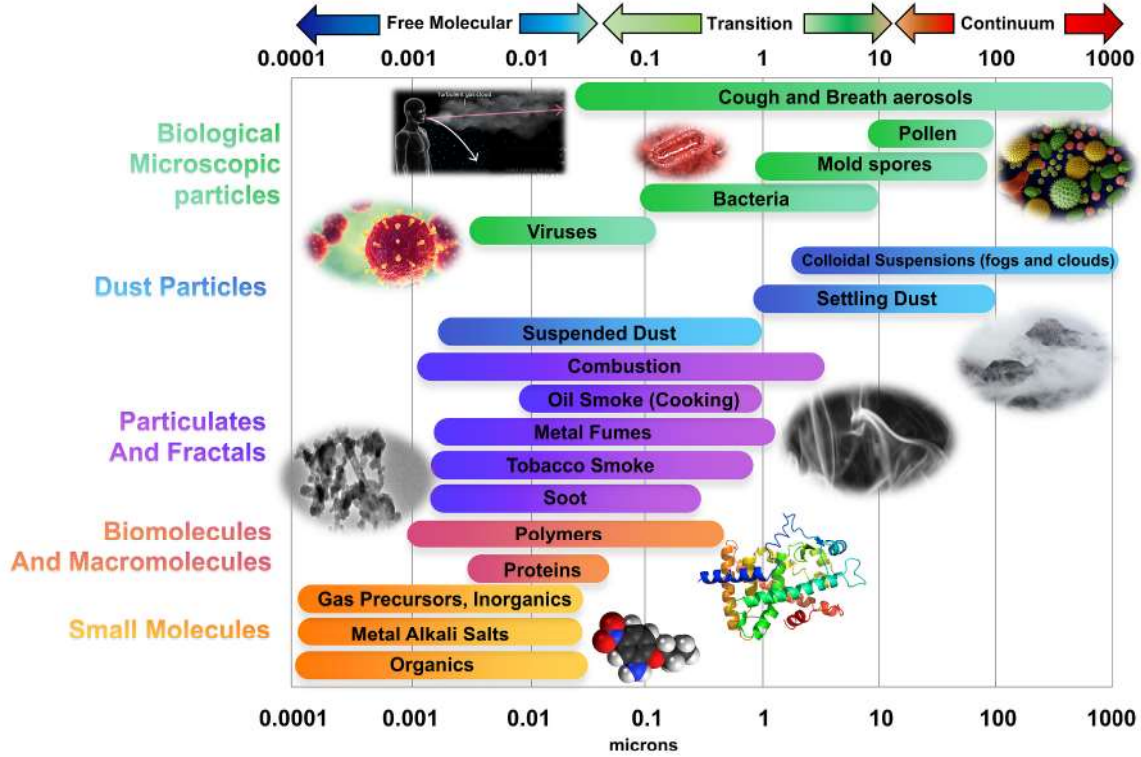 Free Molecular Transition Continuum
0.0001 0.001 0.01 0.1 1 10 100 1000
Turbulent gas cloud
Cough and Breath aerosols
Biological
Microscopic
particles
Pollen
Mold spores
Bacteria
Viruses
Dust Particles
Colloidal Suspensions (fogs and clouds)
Settling Dust
Suspended Dust
Particulates
And Fractals
Combustion
Oil Smoke (Cooking)
Metal Fumes
Tobacco Smoke
Soot
Biomolecules
And Macromolecules
Polymers
Proteins
Small Molecules
Gas Precursors, Inorganics
Metal Alkali Salts
Organics
0.0001 0.001 0.01 0.1 1 10 100 1000
microns